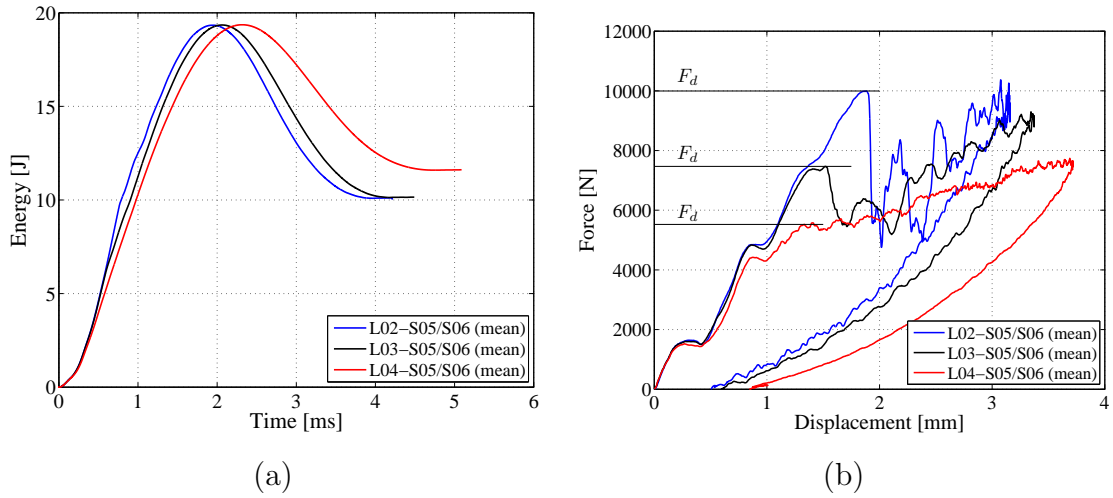 20
15
10
5
0
0 1 2 3 4 5 6
Energy [J]
Time [ms]
L02−S05/S06 (mean)
L03−S05/S06 (mean)
L04−S05/S06 (mean)
(a)
12000
10000
8000
6000
4000
2000
0
0 1 2 3 4
Force [N]
Displacement [mm]
F_d
F_d
F_d
L02−S05/S06 (mean)
L03−S05/S06 (mean)
L04−S05/S06 (mean)
(b)